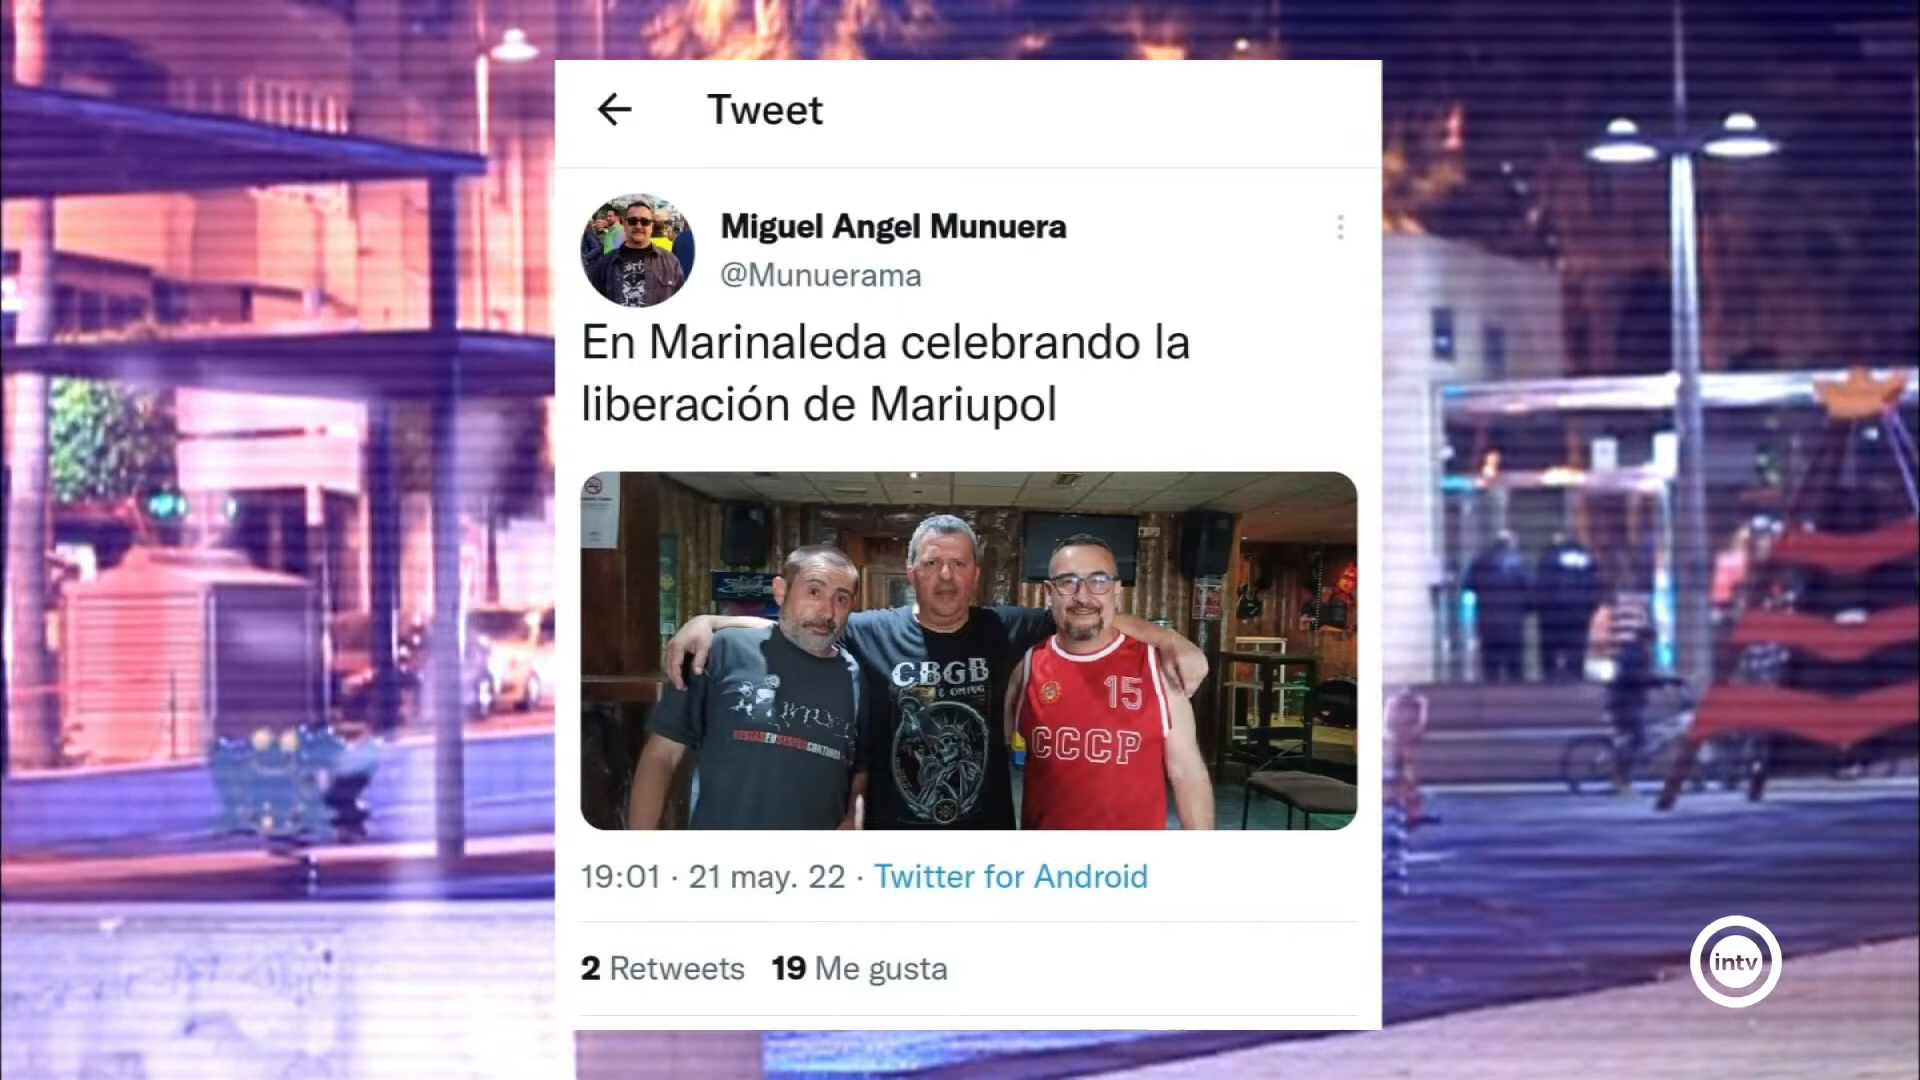 Tweet
Miguel Angel Munuera
@Munuerama
En Marinaleda celebrando la
liberación de Mariupol
CBGB
& OMFUG
15
CCCP
19:01 · 21 may. 22 · Twitter for Android
2 Retweets 19 Me gusta
intv